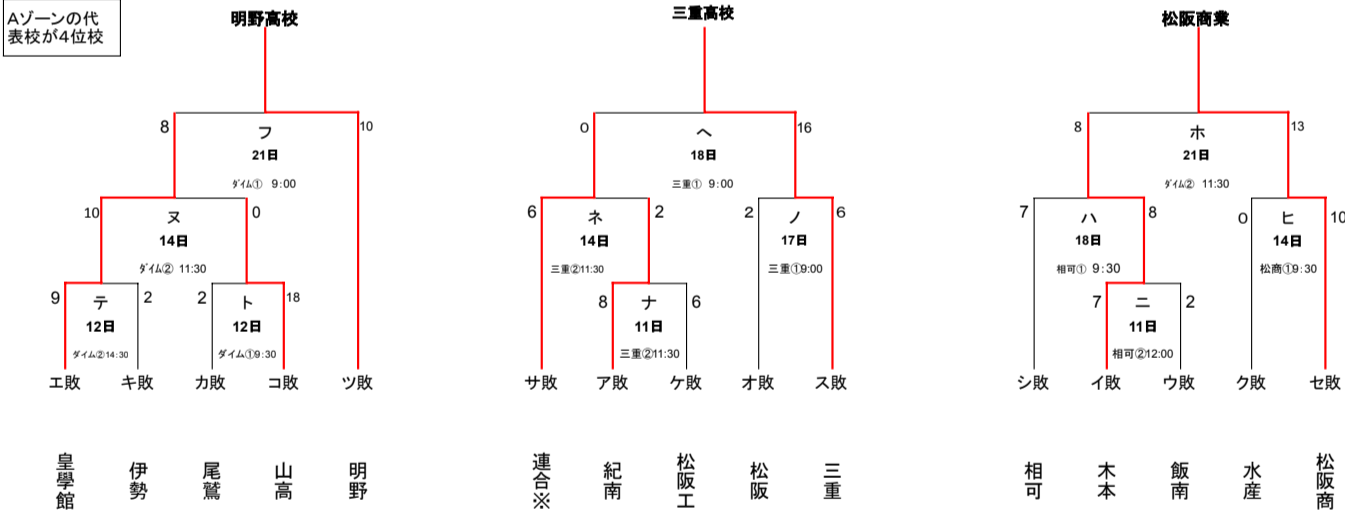 Aゾーンの代
表校が4位校
明野高校
三重高校
松阪商業
8
フ
10
21日
ダイム① 9:00
0
ヘ
16
18日
三重① 9:00
8
ホ
13
21日
ダイム② 11:30
10
ヌ
0
14日
ダイム② 11:30
6
ネ
2
14日
三重②11:30
2
ノ
6
17日
三重①9:00
7
ハ
8
18日
相可① 9:30
0
ヒ
10
14日
松商①9:30
9
テ
2
12日
ダイム②14:30
2
ト
18
12日
ダイム①9:30
8
ナ
6
11日
三重②11:30
7
ニ
2
11日
相可②12:00
エ敗
キ敗
カ敗
コ敗
ツ敗
サ敗
ア敗
ケ敗
オ敗
ス敗
シ敗
イ敗
ウ敗
ク敗
セ敗
皇學館
伊勢
尾鷲
山高
明野
連合※
紀南
松阪工
松阪
三重
相可
木本
飯南
水産
松阪商